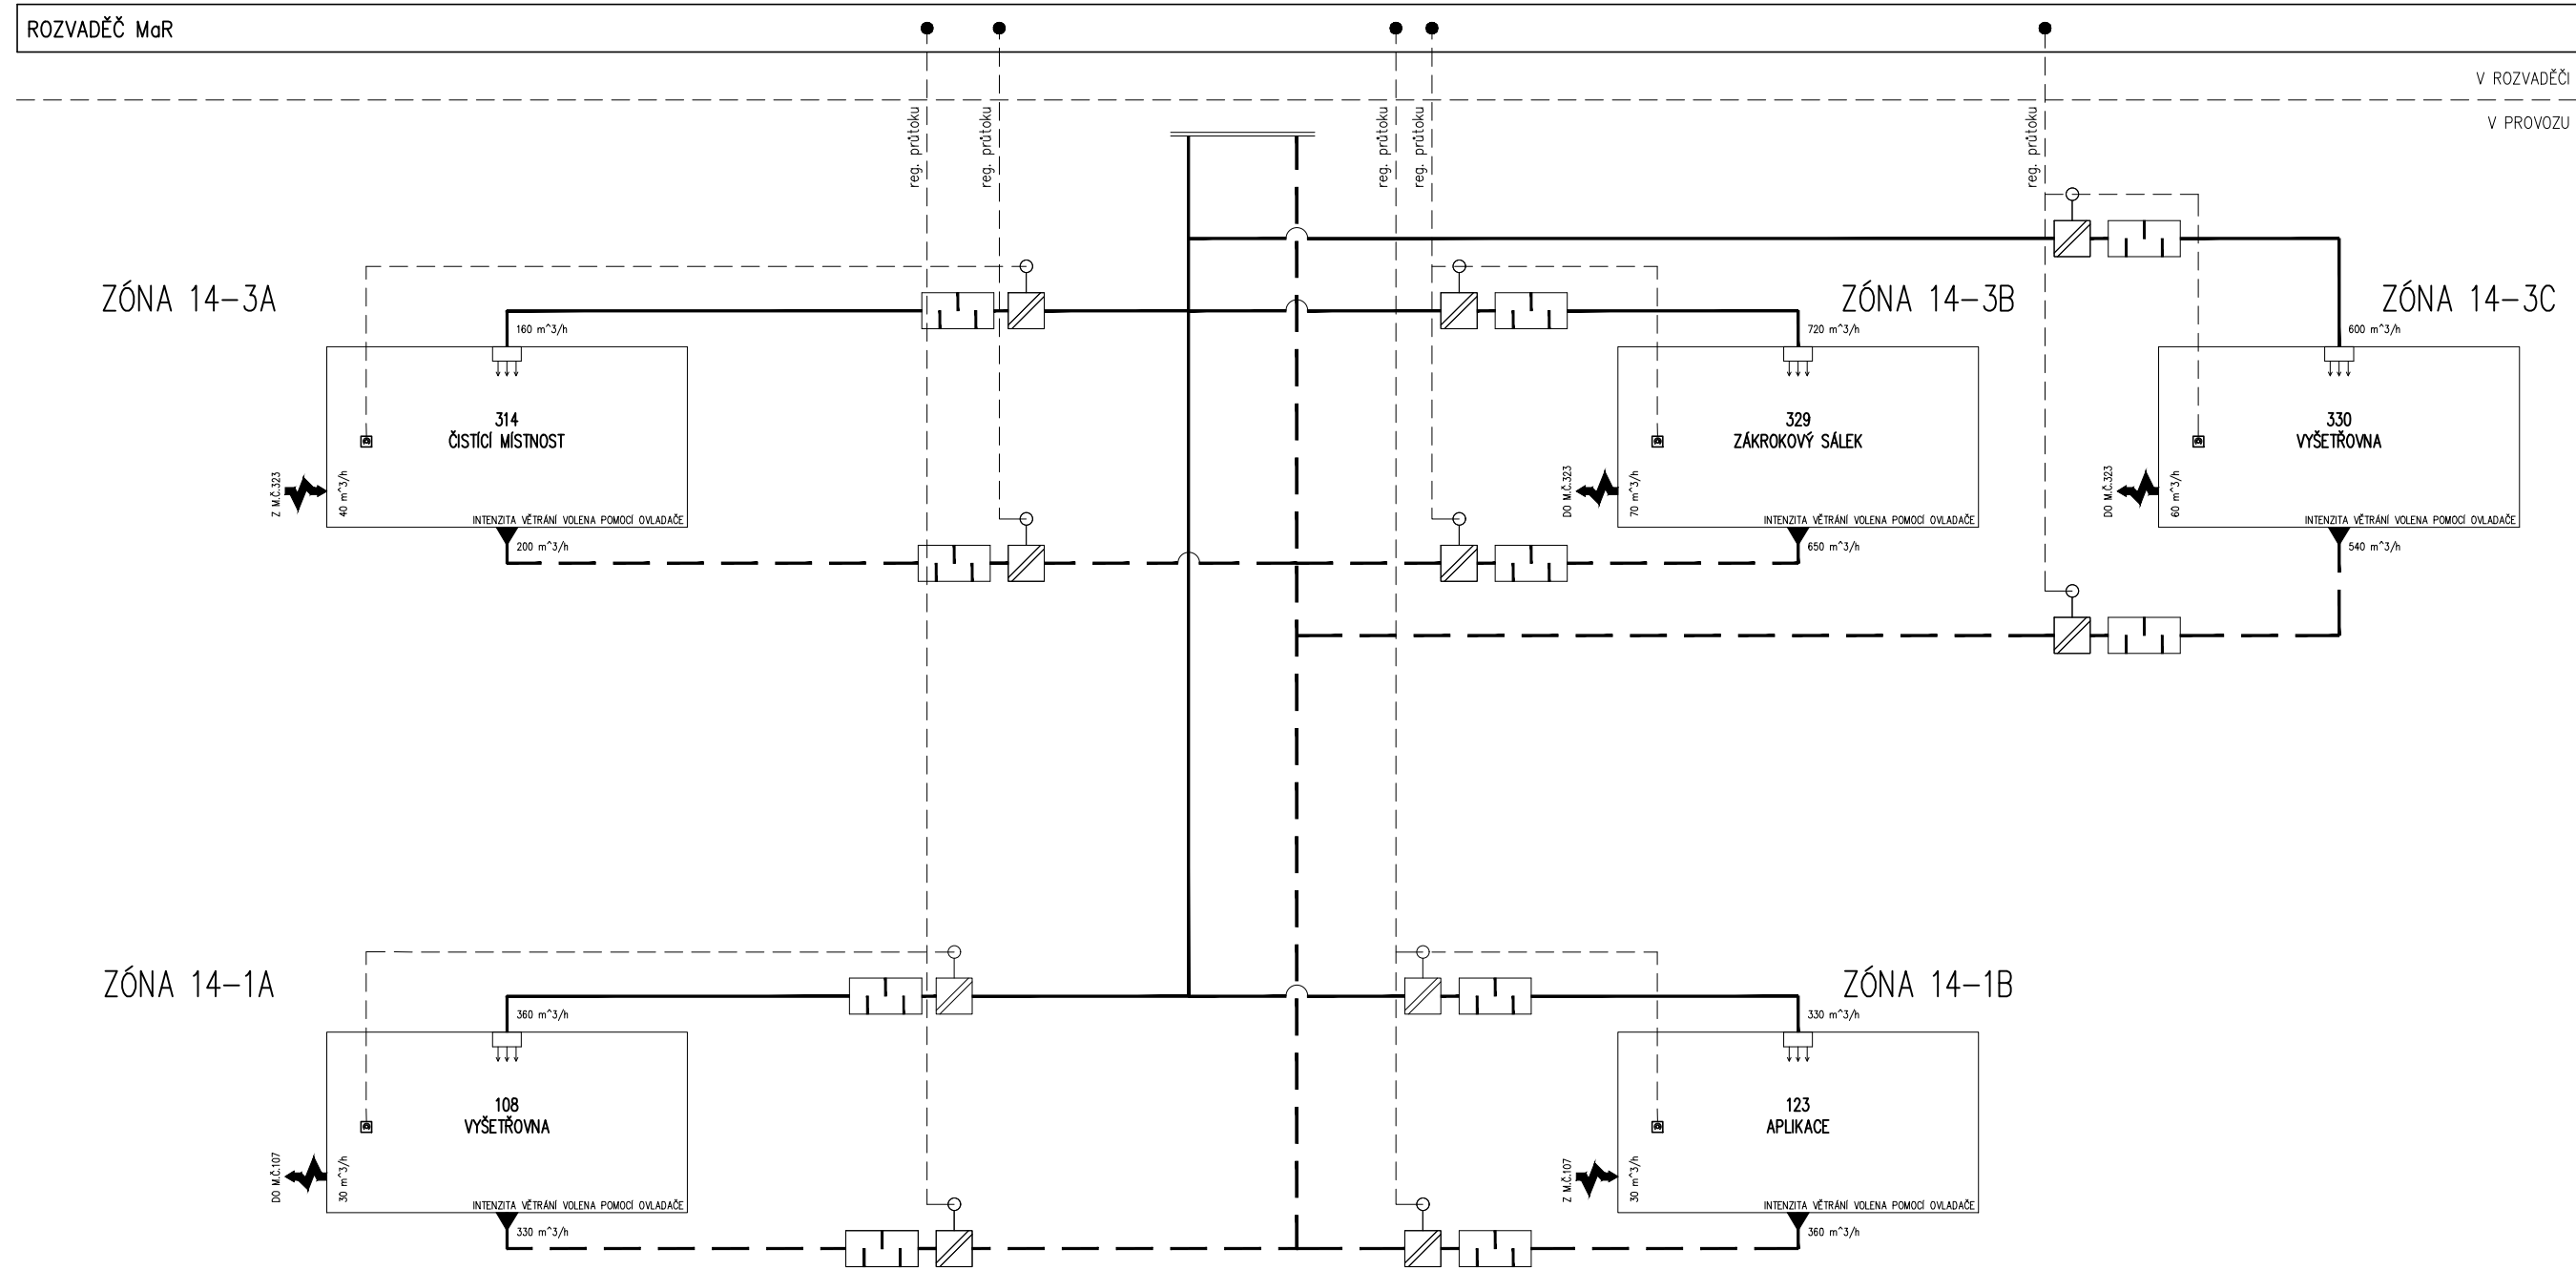 ROZVADĚČ MaR
V ROZVADĚČI
V PROVOZU
reg. průtoku
reg. průtoku
reg. průtoku
reg. průtoku
reg. průtoku
ZÓNA 14-3A
160 m^3/h
314
ČISTÍCÍ MÍSTNOST
Z M.Č.323
40 m^3/h
INTENZITA VĚTRÁNÍ VOLENA POMOCÍ OVLADAČE
200 m^3/h
ZÓNA 14-3B
720 m^3/h
329
ZÁKROKOVÝ SÁLEK
DO M.Č.323
70 m^3/h
INTENZITA VĚTRÁNÍ VOLENA POMOCÍ OVLADAČE
650 m^3/h
ZÓNA 14-3C
600 m^3/h
330
VYŠETŘOVNA
DO M.Č.323
60 m^3/h
INTENZITA VĚTRÁNÍ VOLENA POMOCÍ OVLADAČE
540 m^3/h
ZÓNA 14-1A
360 m^3/h
108
VYŠETŘOVNA
DO M.Č.107
30 m^3/h
INTENZITA VĚTRÁNÍ VOLENA POMOCÍ OVLADAČE
330 m^3/h
ZÓNA 14-1B
330 m^3/h
123
APLIKACE
Z M.Č.107
30 m^3/h
INTENZITA VĚTRÁNÍ VOLENA POMOCÍ OVLADAČE
360 m^3/h